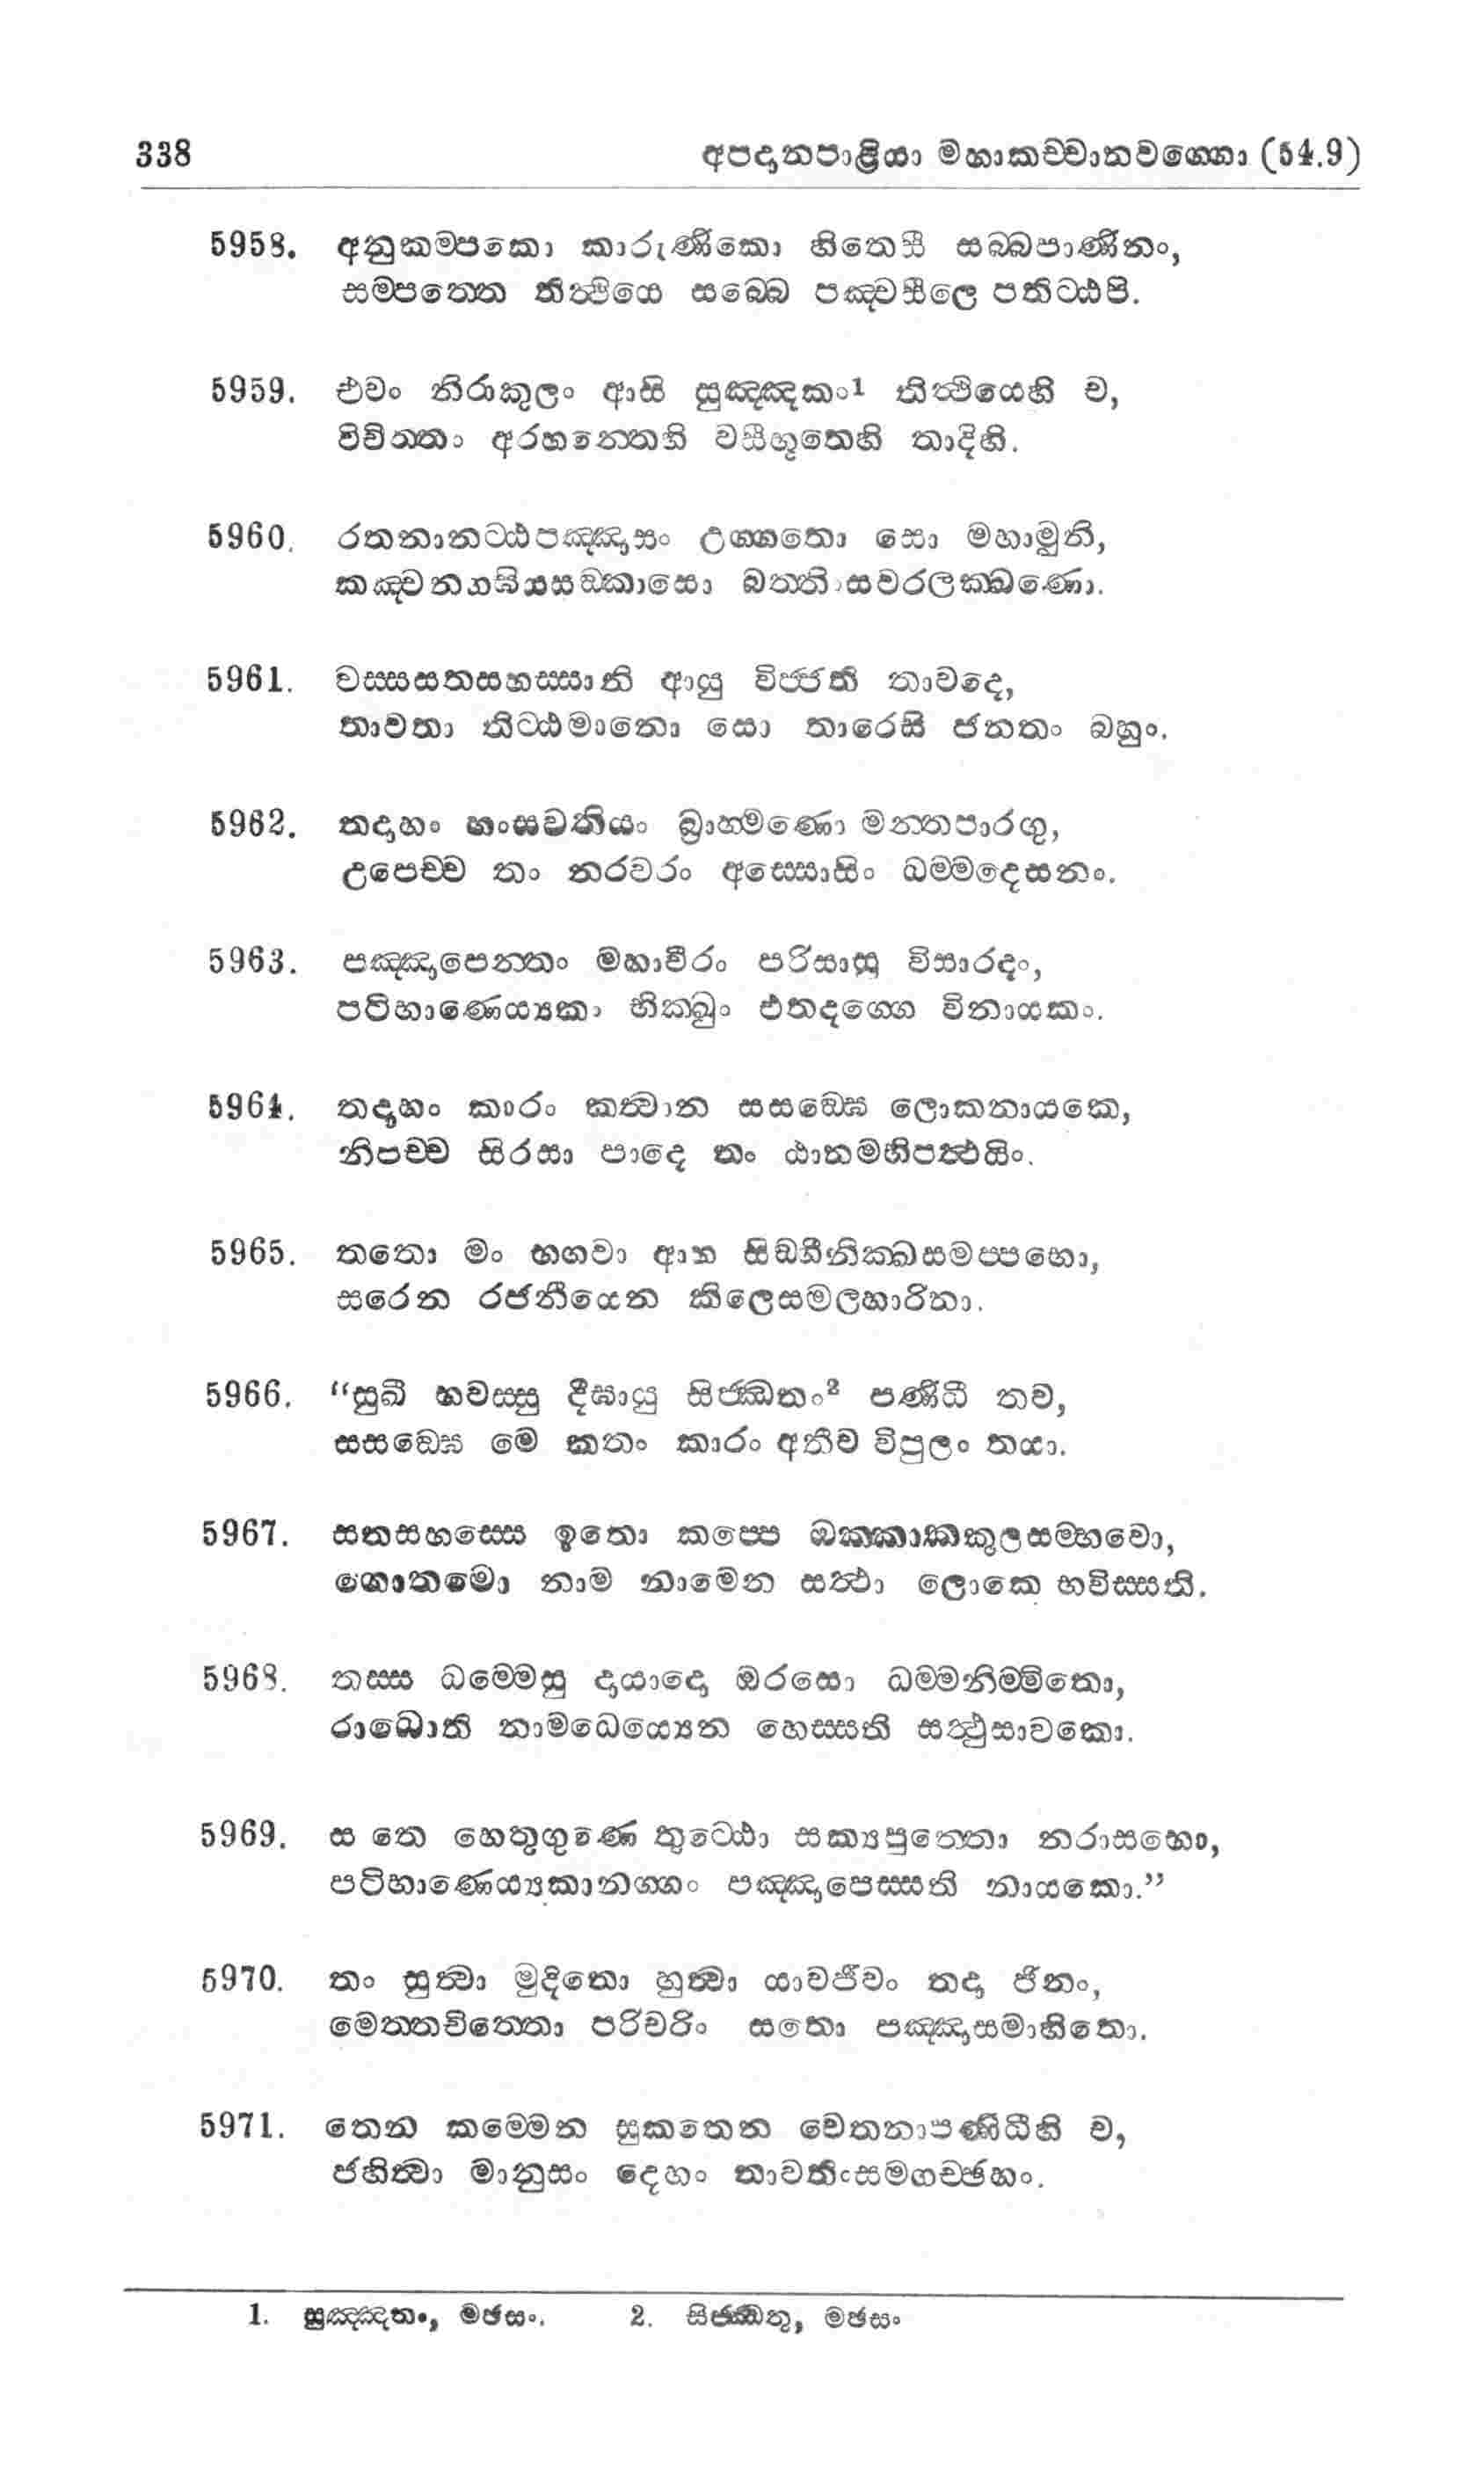 338 අපදානපාළියා මහාකච්චානවග්ගො (54.9)
5958. අනුකම්පකො කාරුණිකො හිතෙසී සබ්බපාණිනං,
සම්පත්තෙ තිත්ථියෙ සබ්බෙ පඤ්චසීලෙ පතිට්ඨපි.
5959. එවං නිරාකුලං ආසි සුඤ්ඤකං¹ තිත්ථියෙහි ච,
විචිත්තං අරහන්තෙහි වසීභූතෙහි තාදිහි.
5960. රතනානට්ඨපඤ්ඤාසං උග්ගතො සො මහාමුනි,
කඤ්චනග්ඝියසඞ්කාසො බත්තිංසවරලක්ඛණො.
5961. වස්සසතසහස්සානි ආයු විජ්ජති තාවදෙ,
තාවතා තිට්ඨමානො සො තාරෙසි ජනතං බහුං.
5962. තදාහං හංසවතියං බ්‍රාහ්මණො මන්තපාරගු,
උපෙච්ච තං නරවරං අස්සොසිං ධම්මදෙසනං.
5963. පඤ්ඤාපෙන්තං මහාවීරං පරිසාසු විසාරදං,
පටිභාණෙය්‍යකං භික්ඛුං එතදග්ගෙ විනායකං.
5964. තදාහං කාරං කත්‍වාන සසඞ්ඝෙ ලොකනායකෙ,
නිපච්ච සිරසා පාදෙ තං ඨානමභිපත්ථයිං.
5965. තතො මං භගවා ආහ සිඞ්ගීනික්ඛසමප්පභො,
සරෙන රජනීයෙන කිලෙසමලහාරිනා.
5966. “සුඛී භවස්සු දීඝායු සිජ්ඣතං² පණිධී තව,
සසඞ්ඝෙ මෙ කතං කාරං අතීව විපුලං තයා.
5967. සතසහස්සෙ ඉතො කප්පෙ ඔක්කාකකුලසම්භවො,
ගොතමො නාම නාමෙන සත්ථා ලොකෙ භවිස්සති.
5968. තස්ස ධම්මෙසු දායාදො ඔරසො ධම්මනිම්මිතො,
රාධොති නාමධෙය්‍යෙන හෙස්සති සත්ථුසාවකො.
5969. ස තෙ හෙතුගුණෙ තුට්ඨො සක්‍යපුත්තො නරාසභො,
පටිභාණෙය්‍යකානග්ගං පඤ්ඤාපෙස්සති නායකො.”
5970. තං සුත්‍වා මුදිතො හුත්‍වා යාවජීවං තදා ජිනං,
මෙත්තචිත්තො පරිචරිං සතො පඤ්ඤාසමාහිතො.
5971. තෙන කම්මෙන සුකතෙන චෙතනාපණිධීහි ච,
ජහිත්‍වා මානුසං දෙහං තාවතිංසමගච්ඡහං.
1. සුඤ්ඤතං, මඡසං. 2. සිජ්ඣතු, මඡසං